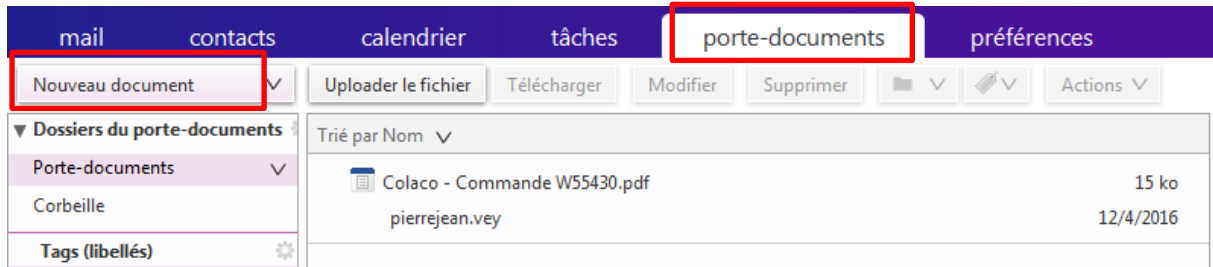 mail contacts calendrier tâches porte-documents préférences
Nouveau document Uploader le fichier Télécharger Modifier Supprimer Actions
Dossiers du porte-documents
Trié par Nom
Porte-documents
Colaco - Commande W55430.pdf 15 ko
Corbeille
pierrejean.vey 12/4/2016
Tags (libellés)